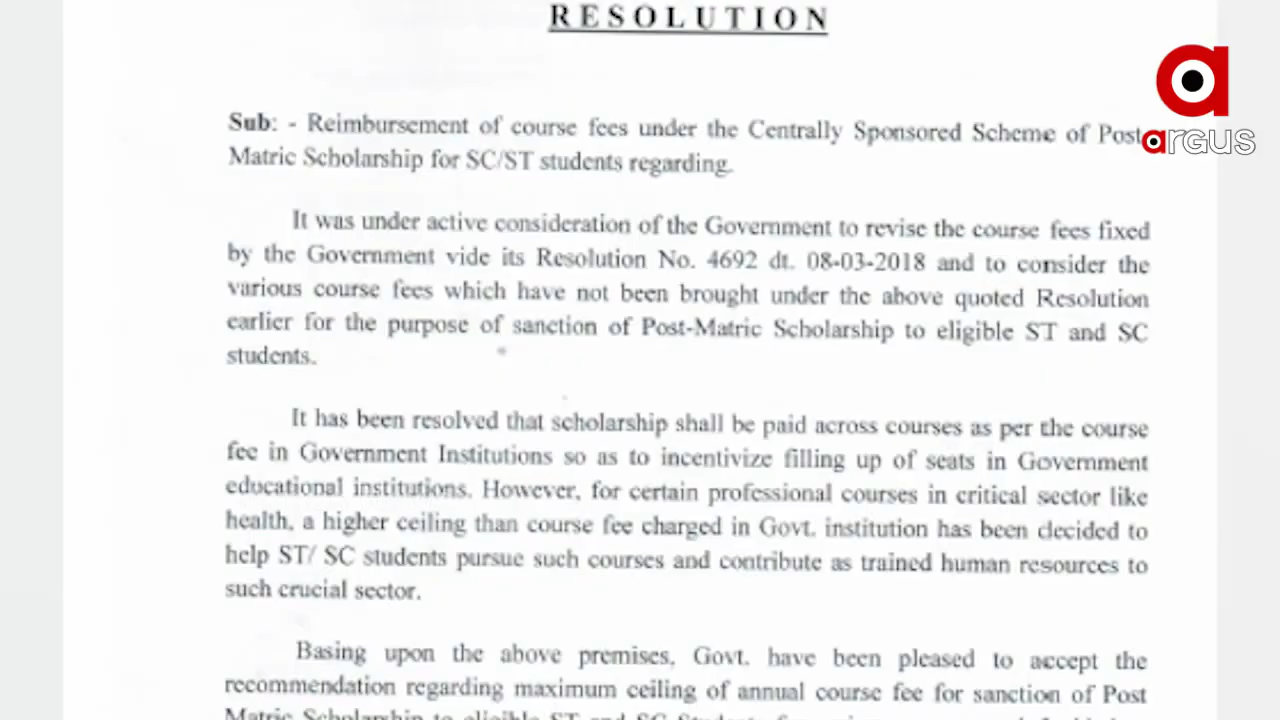 RESOLUTION
argus
Sub: - Reimbursement of course fees under the Centrally Sponsored Scheme of Post
Matric Scholarship for SC/ST students regarding.
It was under active consideration of the Government to revise the course fees fixed
by the Government vide its Resolution No. 4692 dt. 08-03-2018 and to consider the
various course fees which have not been brought under the above quoted Resolution
earlier for the purpose of sanction of Post-Matric Scholarship to eligible ST and SC
students.
It has been resolved that scholarship shall be paid across courses as per the course
fee in Government Institutions so as to incentivize filling up of seats in Government
educational institutions. However, for certain professional courses in critical sector like
health, a higher ceiling than course fee charged in Govt. institution has been decided to
help ST/ SC students pursue such courses and contribute as trained human resources to
such crucial sector.
Basing upon the above premises, Govt. have been pleased to accept the
recommendation regarding maximum ceiling of annual course fee for sanction of Post
Matric Scholarship to eligible ST and SC Students